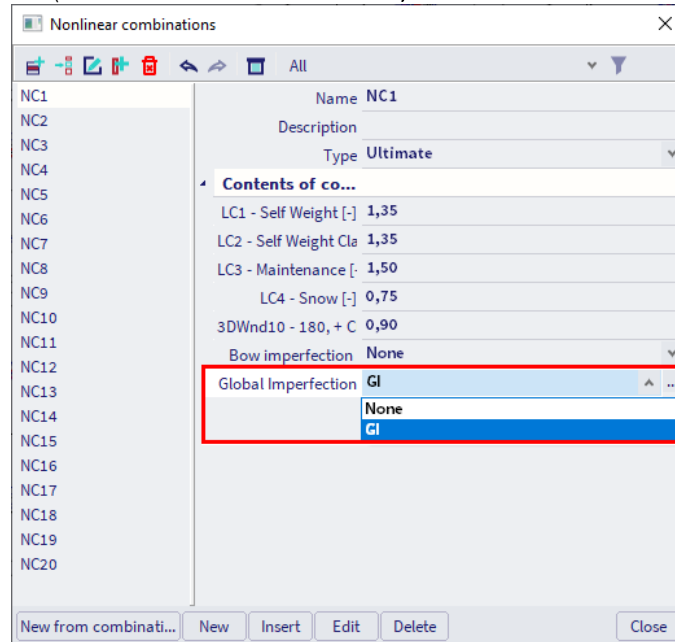 Nonlinear combinations
All
NC1
NC2
NC3
NC4
NC5
NC6
NC7
NC8
NC9
NC10
NC11
NC12
NC13
NC14
NC15
NC16
NC17
NC18
NC19
NC20
Name NC1
Description
Type Ultimate
Contents of co...
LC1 - Self Weight [-] 1,35
LC2 - Self Weight Cla 1,35
LC3 - Maintenance [- 1,50
LC4 - Snow [-] 0,75
3DWnd10 - 180, + C 0,90
Bow imperfection None
Global Imperfection GI ...
None
GI
New from combinati... New Insert Edit Delete Close